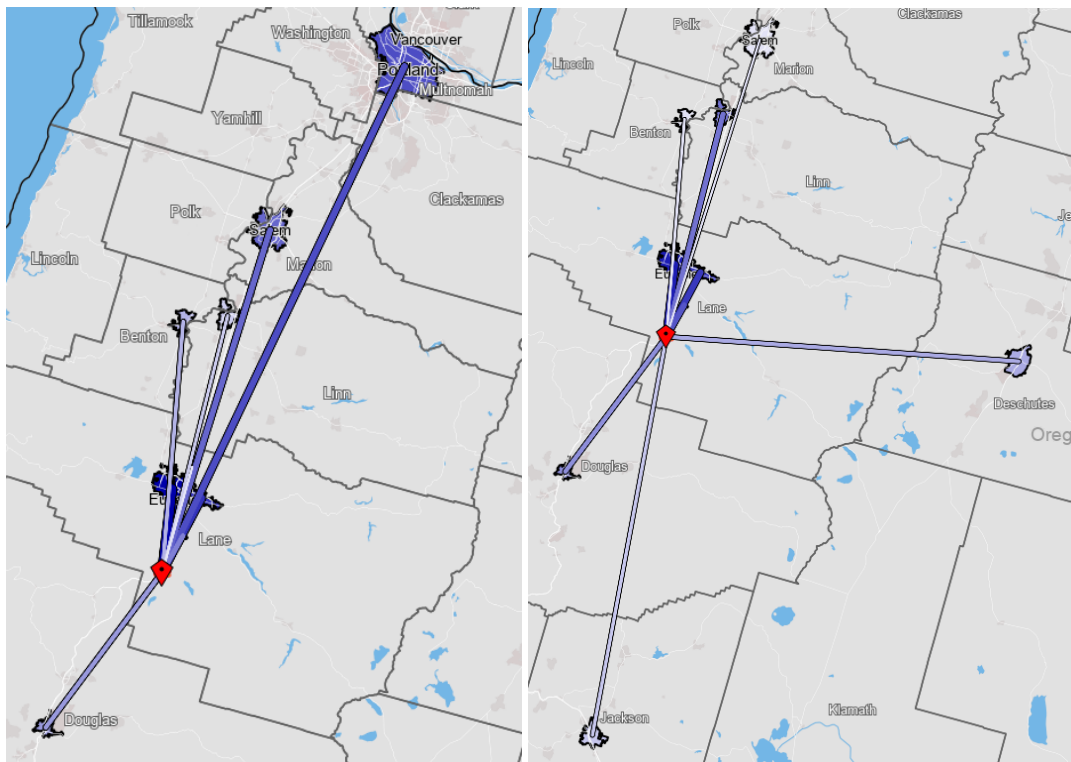 Tillamook
Washington
Vancouver
Portland
Multnomah
Yamhill
Clackamas
Polk
Salem
Marion
Lincoln
Benton
Linn
Lane
Douglas
Clackamas
Polk
Salem
Lincoln
Marion
Benton
Linn
Lane
Deschutes
Oreg
Douglas
Jackson
Klamath